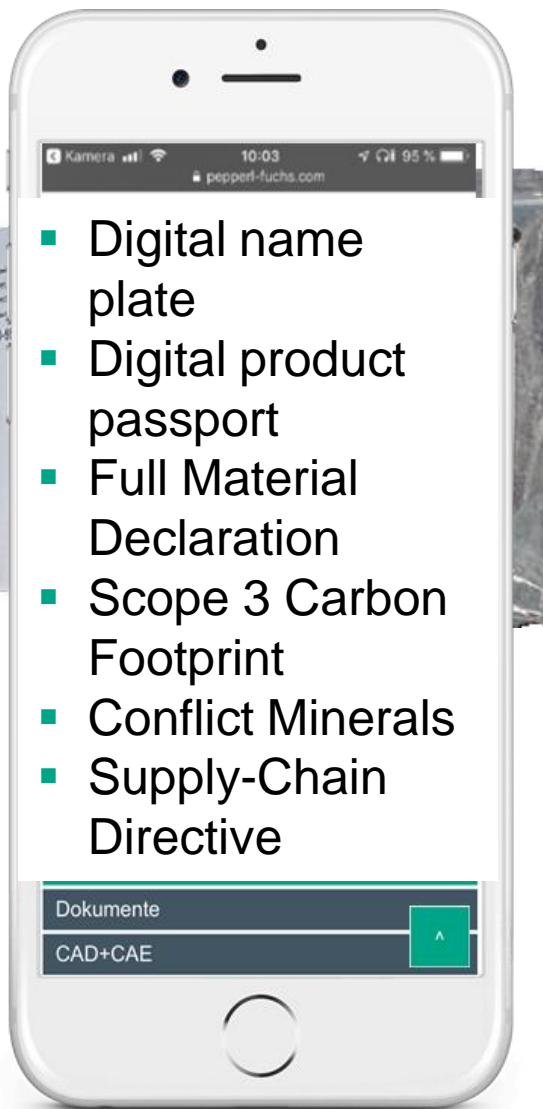 Kamera 10:03 95 %
pepperl-fuchs.com
Digital name
plate
Digital product
passport
Full Material
Declaration
Scope 3 Carbon
Footprint
Conflict Minerals
Supply-Chain
Directive
Dokumente
CAD+CAE